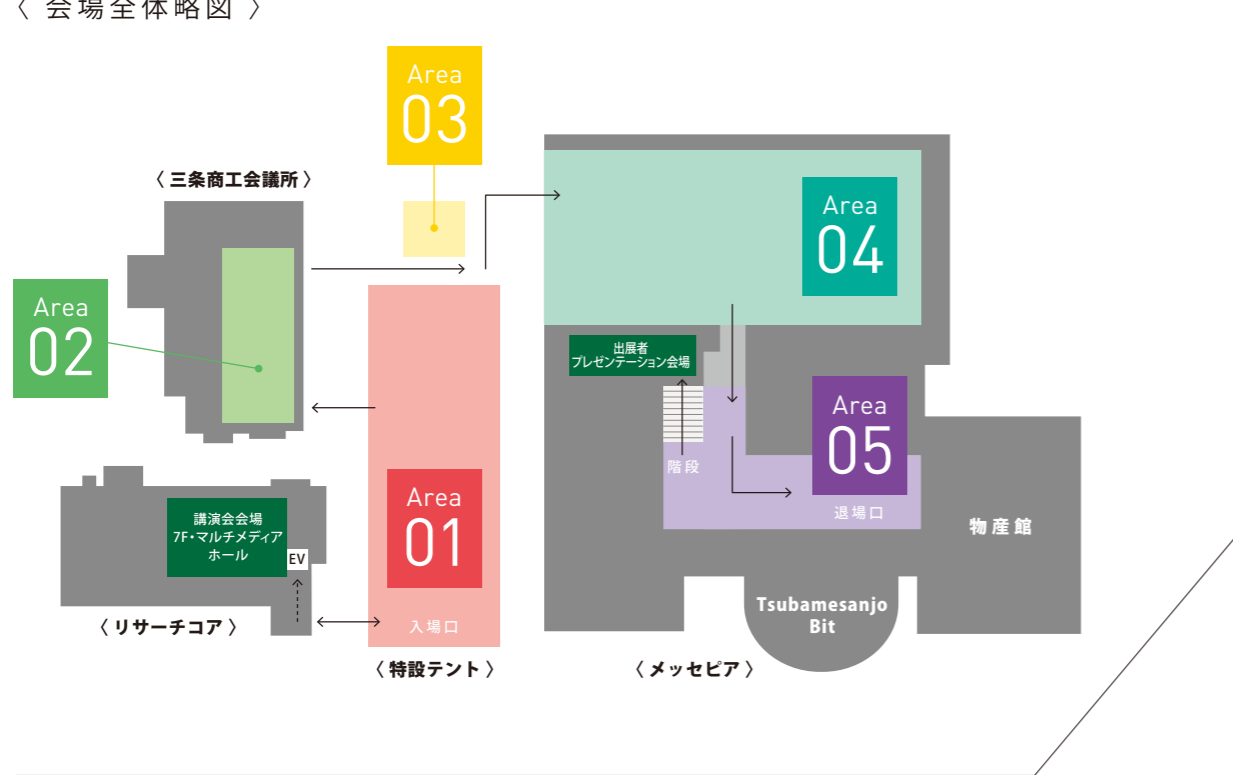 〈 会場全体略図 〉
Area
03
〈 三条商工会議所 〉
Area
04
Area
02
出展者
プレゼンテーション会場
Area
05
階段
退場口
物産館
Area
01
講演会会場
7F・マルチメディア
ホール
EV
入場口
Tsubamesanjo
Bit
〈 リサーチコア 〉
〈 特設テント 〉
〈 メッセピア 〉